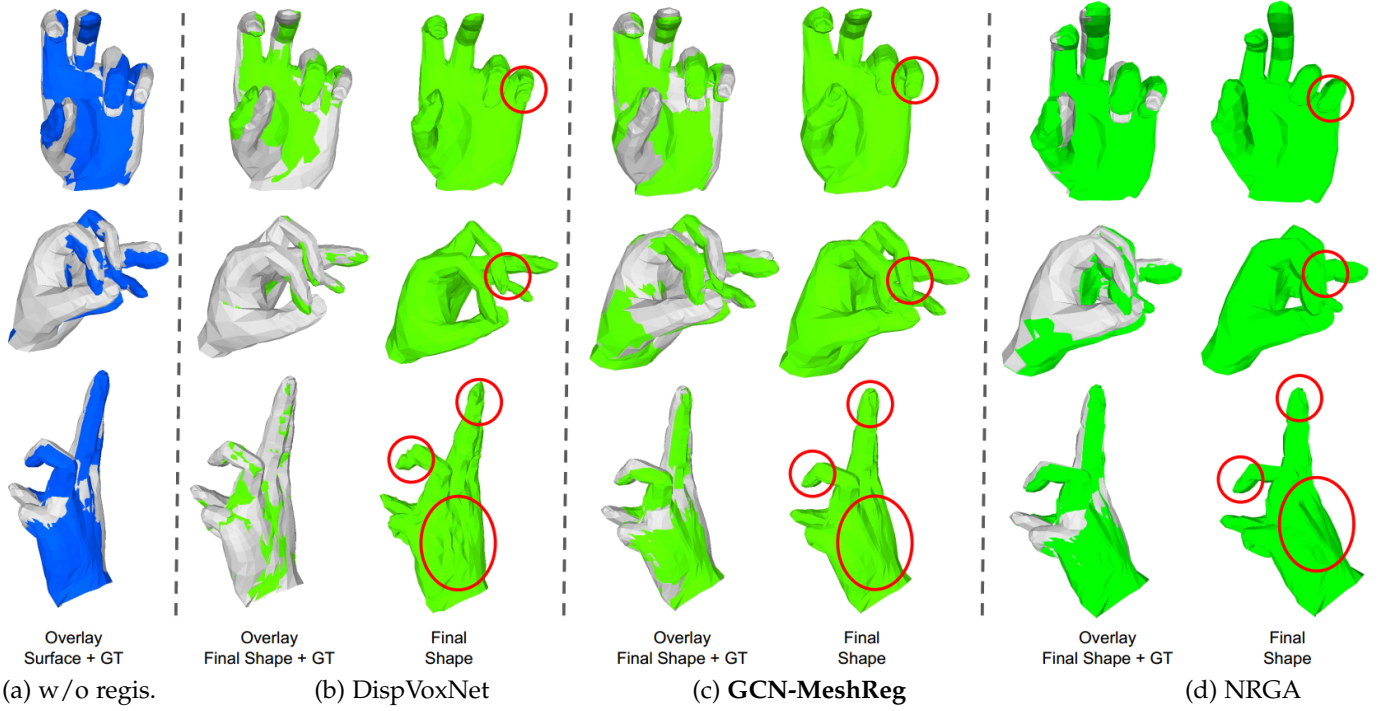 Overlay
Surface + GT
Overlay
Final Shape + GT
Final
Shape
Overlay
Final Shape + GT
Final
Shape
Overlay
Final Shape + GT
Final
Shape
(a) w/o regis.
(b) DispVoxNet
(c) GCN-MeshReg
(d) NRGA